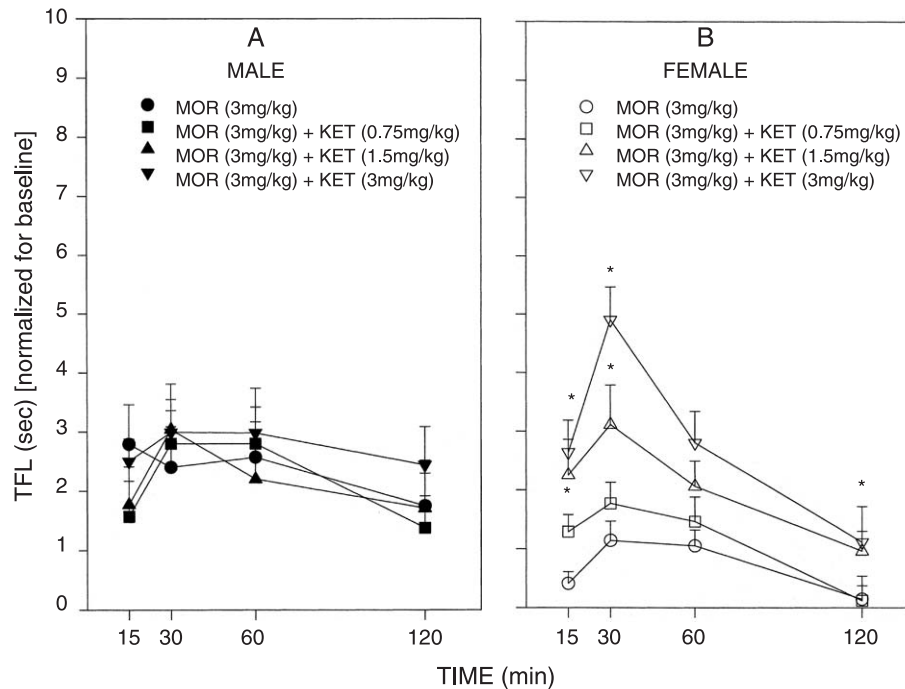 A
MALE
MOR (3mg/kg)
MOR (3mg/kg) + KET (0.75mg/kg)
MOR (3mg/kg) + KET (1.5mg/kg)
MOR (3mg/kg) + KET (3mg/kg)
B
FEMALE
MOR (3mg/kg)
MOR (3mg/kg) + KET (0.75mg/kg)
MOR (3mg/kg) + KET (1.5mg/kg)
MOR (3mg/kg) + KET (3mg/kg)
TFL (sec) [normalized for baseline]
10
9
8
7
6
5
4
3
2
1
0
* 
*
*
*
*
15 30 60 120
15 30 60 120
TIME (min)